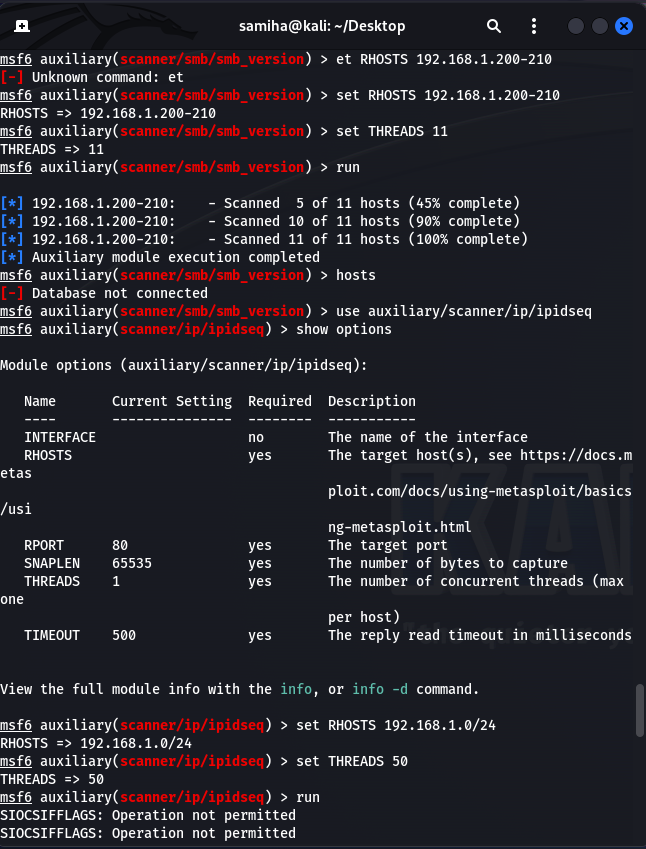 samiha@kali: ~/Desktop
msf6 auxiliary(scanner/smb/smb_version) > et RHOSTS 192.168.1.200-210
[-] Unknown command: et
msf6 auxiliary(scanner/smb/smb_version) > set RHOSTS 192.168.1.200-210
RHOSTS => 192.168.1.200-210
msf6 auxiliary(scanner/smb/smb_version) > set THREADS 11
THREADS => 11
msf6 auxiliary(scanner/smb/smb_version) > run
[*] 192.168.1.200-210:    - Scanned  5 of 11 hosts (45% complete)
[*] 192.168.1.200-210:    - Scanned 10 of 11 hosts (90% complete)
[*] 192.168.1.200-210:    - Scanned 11 of 11 hosts (100% complete)
[*] Auxiliary module execution completed
msf6 auxiliary(scanner/smb/smb_version) > hosts
[-] Database not connected
msf6 auxiliary(scanner/smb/smb_version) > use auxiliary/scanner/ip/ipidseq
msf6 auxiliary(scanner/ip/ipidseq) > show options
Module options (auxiliary/scanner/ip/ipidseq):
   Name       Current Setting  Required  Description
   ----       ---------------  --------  -----------
   INTERFACE                   no        The name of the interface
   RHOSTS                      yes       The target host(s), see https://docs.m
etas
                                         ploit.com/docs/using-metasploit/basics
/usi
                                         ng-metasploit.html
   RPORT      80               yes       The target port
   SNAPLEN    65535            yes       The number of bytes to capture
   THREADS    1                yes       The number of concurrent threads (max
one
                                         per host)
   TIMEOUT    500              yes       The reply read timeout in milliseconds
View the full module info with the info, or info -d command.
msf6 auxiliary(scanner/ip/ipidseq) > set RHOSTS 192.168.1.0/24
RHOSTS => 192.168.1.0/24
msf6 auxiliary(scanner/ip/ipidseq) > set THREADS 50
THREADS => 50
msf6 auxiliary(scanner/ip/ipidseq) > run
SIOCSIFFLAGS: Operation not permitted
SIOCSIFFLAGS: Operation not permitted